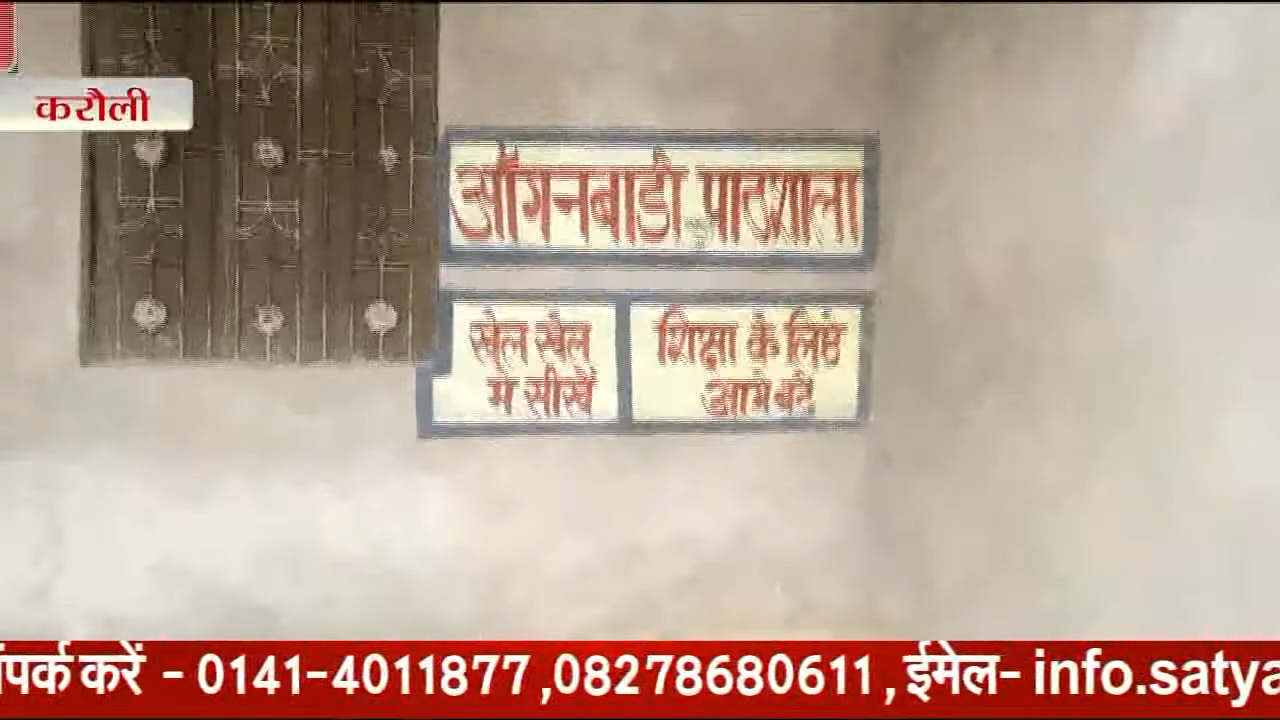 करौली
आँगनबाडी पाठशाला
खेल खेल
में सीखें
शिक्षा के लिऐ
आगे बढे
संपर्क करें - 0141-4011877 ,08278680611 , ईमेल- info.satya